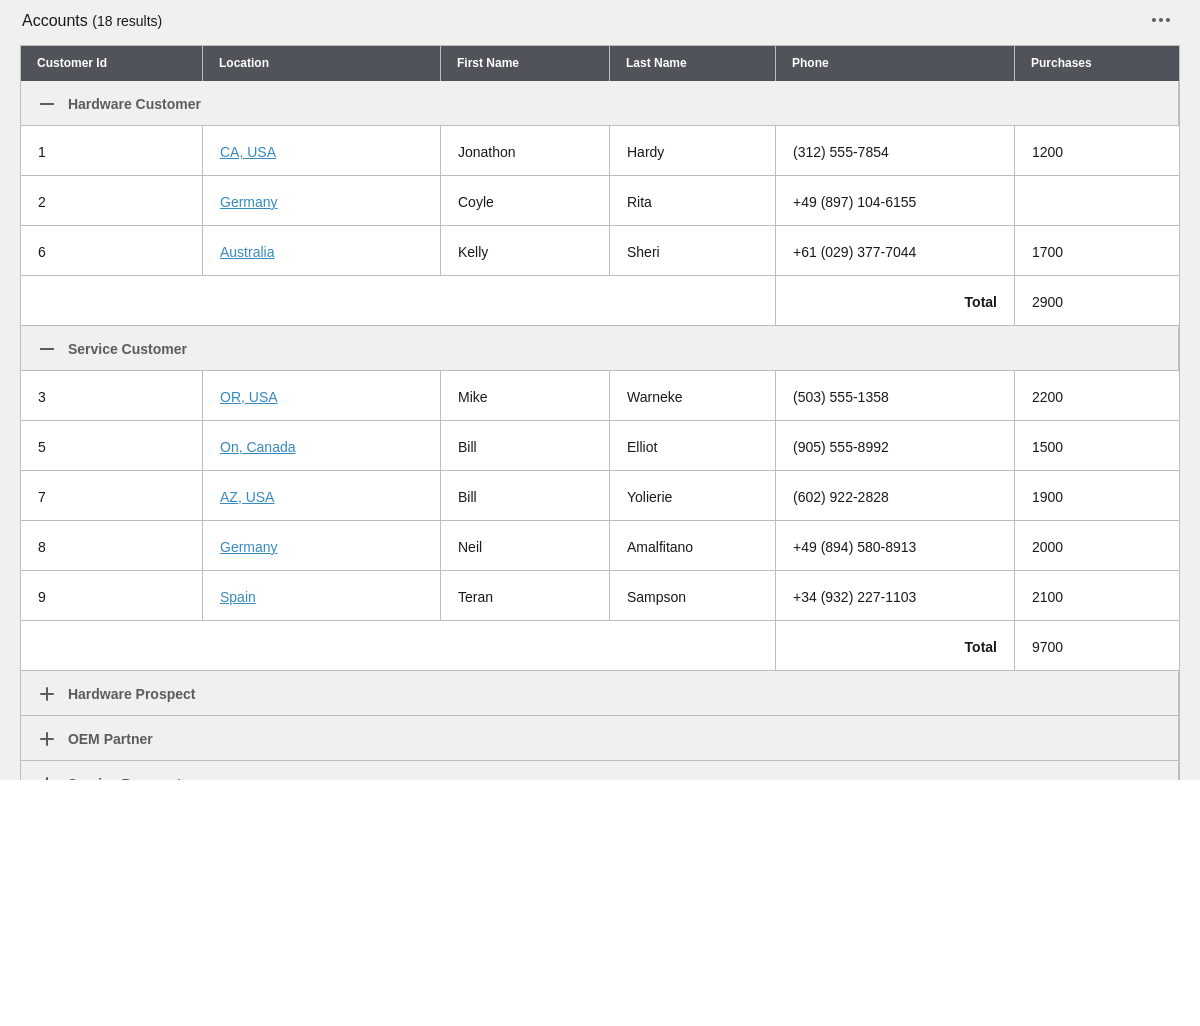 Accounts (18 results)
Customer Id Location First Name Last Name Phone Purchases
Hardware Customer
1 CA, USA Jonathon Hardy (312) 555-7854 1200
2 Germany Coyle Rita +49 (897) 104-6155
6 Australia Kelly Sheri +61 (029) 377-7044 1700
Total 2900
Service Customer
3 OR, USA Mike Warneke (503) 555-1358 2200
5 On, Canada Bill Elliot (905) 555-8992 1500
7 AZ, USA Bill Yolierie (602) 922-2828 1900
8 Germany Neil Amalfitano +49 (894) 580-8913 2000
9 Spain Teran Sampson +34 (932) 227-1103 2100
Total 9700
Hardware Prospect
OEM Partner